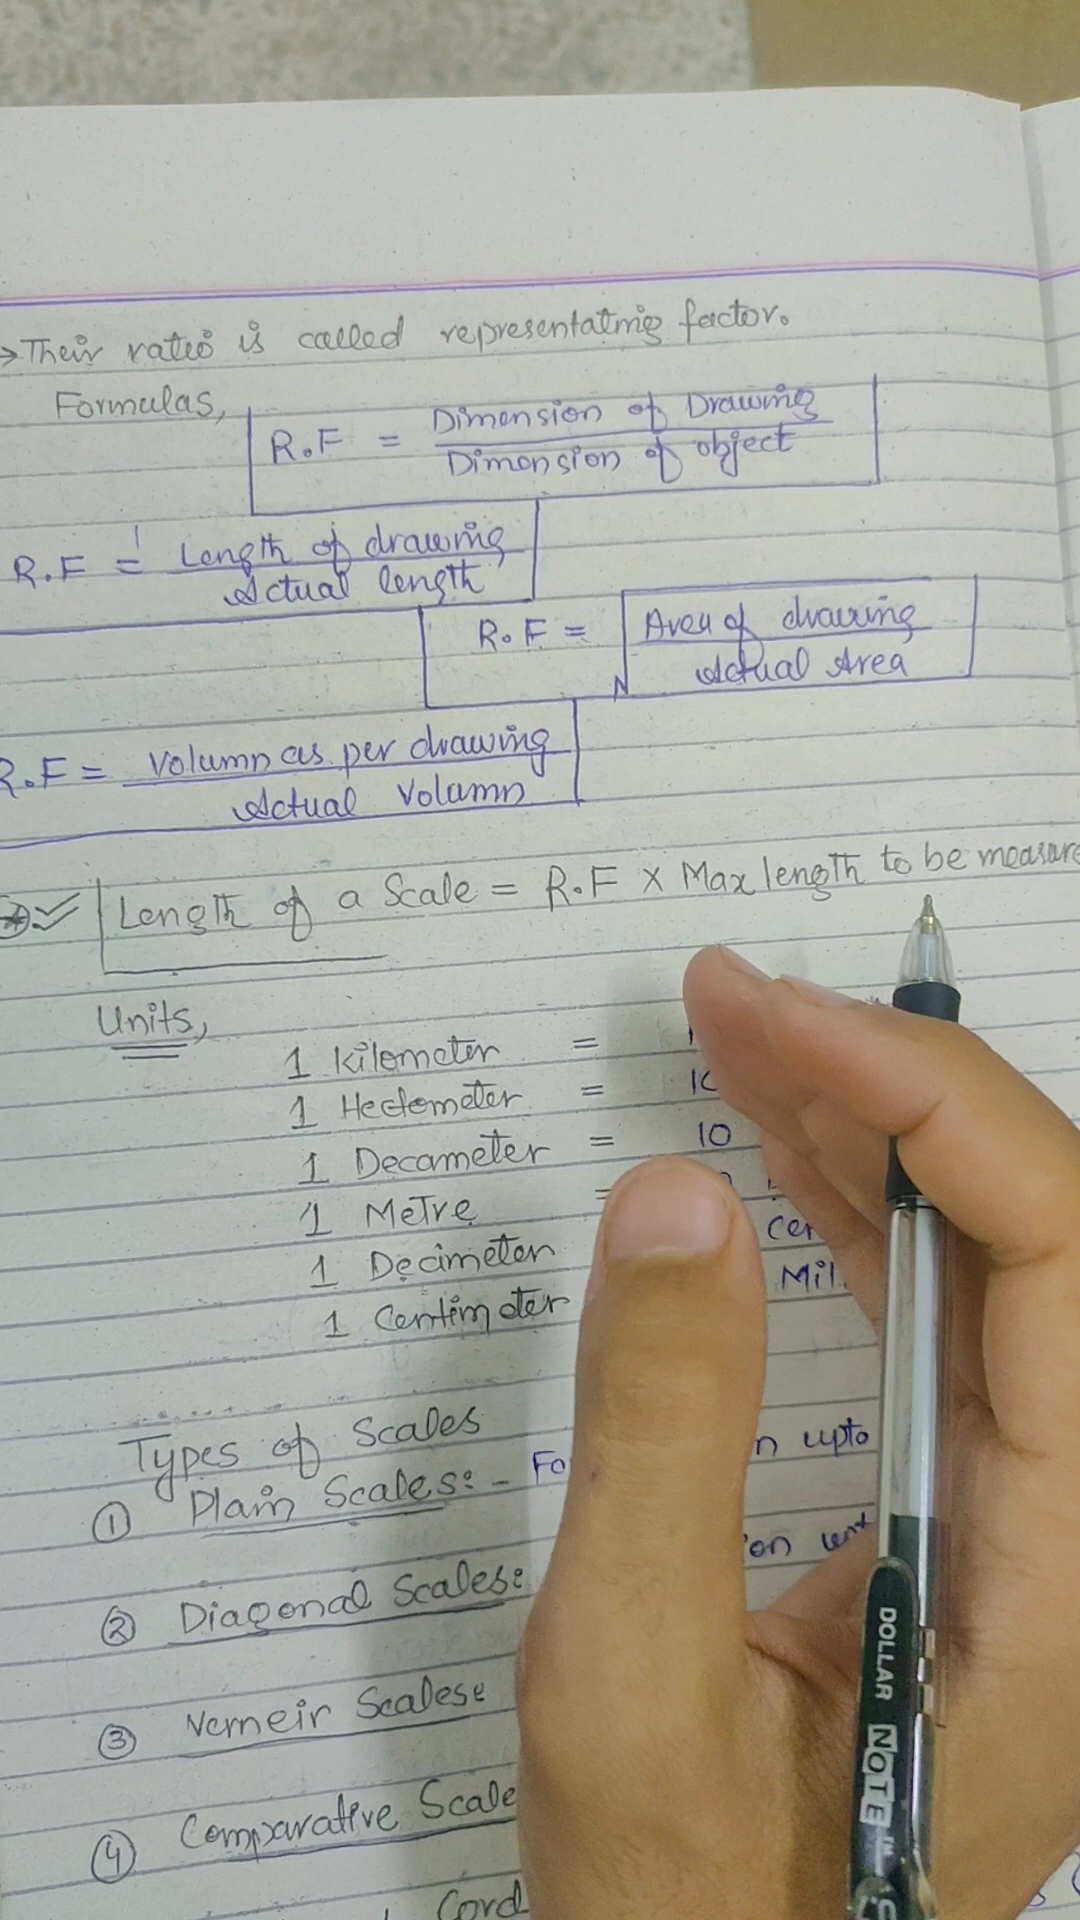 → Their ratio is called representating factor.
Formulas,
R.F = Dimension of Drawing
Dimension of object
R.F = Length of drawing
Actual length
R.F = √ Area of drawing
Actual Area
R.F = Volumn as per drawing
Actual Volumn
Length of a Scale = R.F × Max length to be measure
Units,
1 Kilometer =
1 Hectometer =
1 Decameter = 10
1 Metre =
1 Decimeter
1 Centimeter
Types of Scales
① Plain Scales: - upto
② Diagonal Scales:
③ Verneir Scales:
④ Comparative Scale
DOLLAR NOTE™